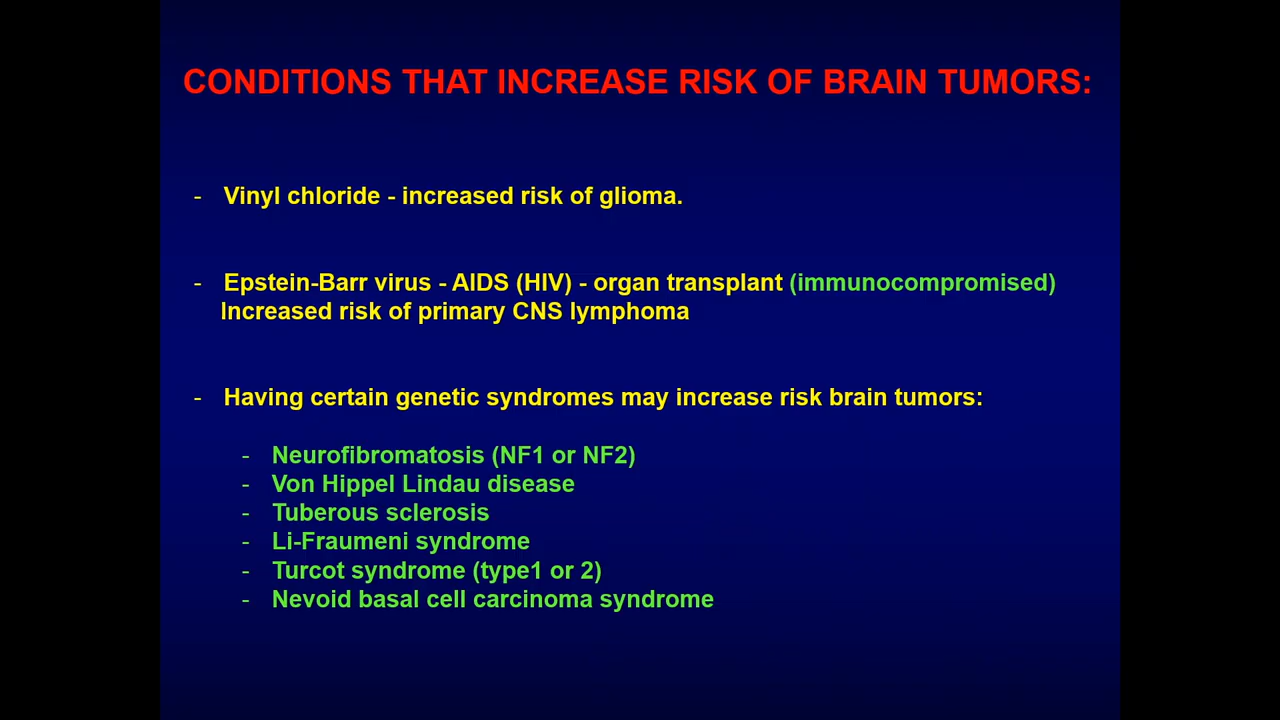 CONDITIONS THAT INCREASE RISK OF BRAIN TUMORS:
- Vinyl chloride - increased risk of glioma.
- Epstein-Barr virus - AIDS (HIV) - organ transplant (immunocompromised)
Increased risk of primary CNS lymphoma
- Having certain genetic syndromes may increase risk brain tumors:
- Neurofibromatosis (NF1 or NF2)
- Von Hippel Lindau disease
- Tuberous sclerosis
- Li-Fraumeni syndrome
- Turcot syndrome (type1 or 2)
- Nevoid basal cell carcinoma syndrome